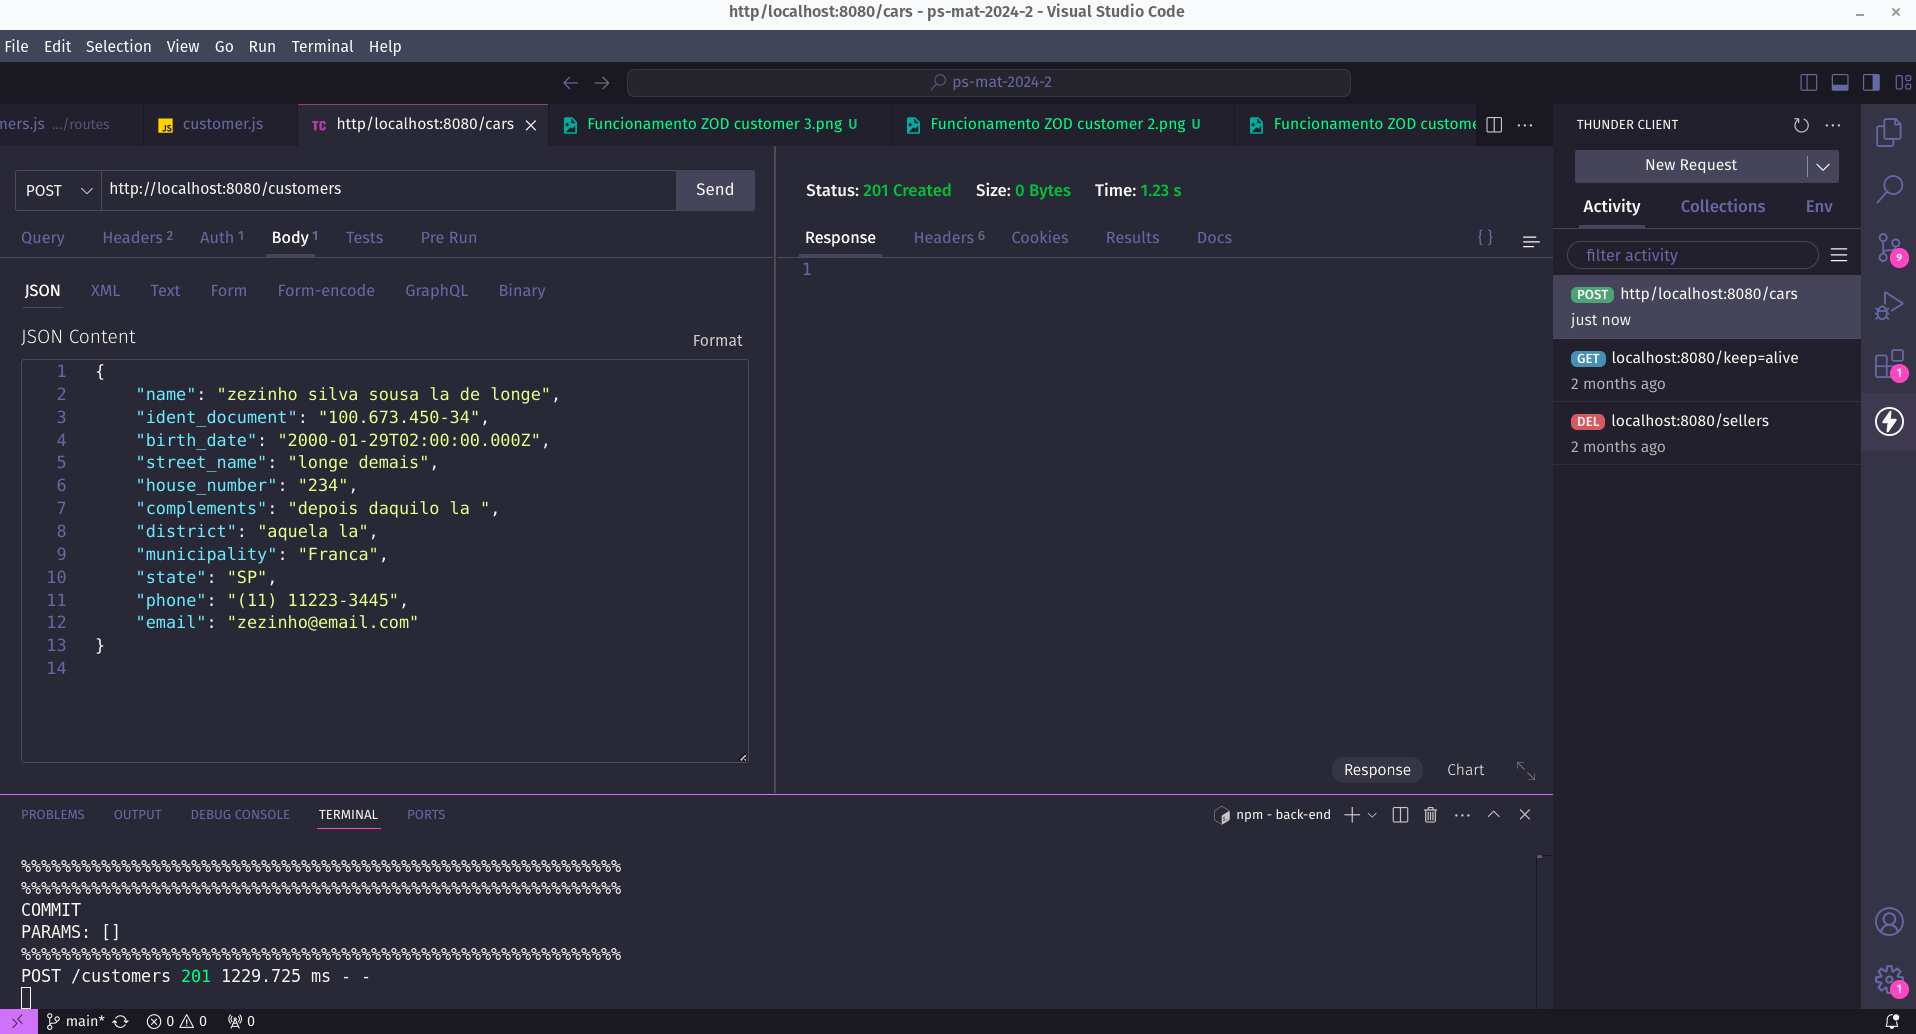 http/localhost:8080/cars - ps-mat-2024-2 - Visual Studio Code
File Edit Selection View Go Run Terminal Help
ps-mat-2024-2
mers.js .../routes
customer.js
TC http/localhost:8080/cars
Funcionamento ZOD customer 3.png U
Funcionamento ZOD customer 2.png U
Funcionamento ZOD custome
POST http://localhost:8080/customers Send
Query Headers 2 Auth 1 Body 1 Tests Pre Run
JSON XML Text Form Form-encode GraphQL Binary
JSON Content Format
1 {
2 "name": "zezinho silva sousa la de longe",
3 "ident_document": "100.673.450-34",
4 "birth_date": "2000-01-29T02:00:00.000Z",
5 "street_name": "longe demais",
6 "house_number": "234",
7 "complements": "depois daquilo la ",
8 "district": "aquela la",
9 "municipality": "Franca",
10 "state": "SP",
11 "phone": "(11) 11223-3445",
12 "email": "zezinho@email.com"
13 }
14
Status: 201 Created Size: 0 Bytes Time: 1.23 s
Response Headers 6 Cookies Results Docs { }
1
Response Chart
THUNDER CLIENT
New Request
Activity Collections Env
filter activity
POST http/localhost:8080/cars
just now
GET localhost:8080/keep=alive
2 months ago
DEL localhost:8080/sellers
2 months ago
9
1
1
PROBLEMS OUTPUT DEBUG CONSOLE TERMINAL PORTS
npm - back-end
%%%%%%%%%%%%%%%%%%%%%%%%%%%%%%%%%%%%%%%%%%%%%%%%%%%%%%%%%%%%
%%%%%%%%%%%%%%%%%%%%%%%%%%%%%%%%%%%%%%%%%%%%%%%%%%%%%%%%%%%%
COMMIT
PARAMS: []
%%%%%%%%%%%%%%%%%%%%%%%%%%%%%%%%%%%%%%%%%%%%%%%%%%%%%%%%%%%%
POST /customers 201 1229.725 ms - -
main* 0 0 0